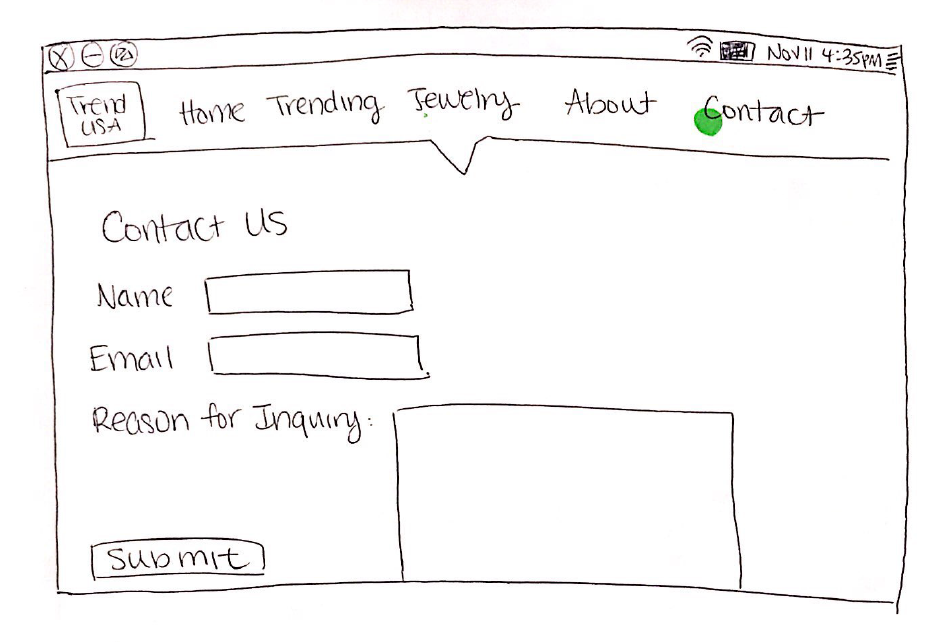 Nov 11 4:35PM
Trend
USA
Home Trending Jewelry About Contact
Contact Us
Name
Email
Reason for Inquiry:
Submit